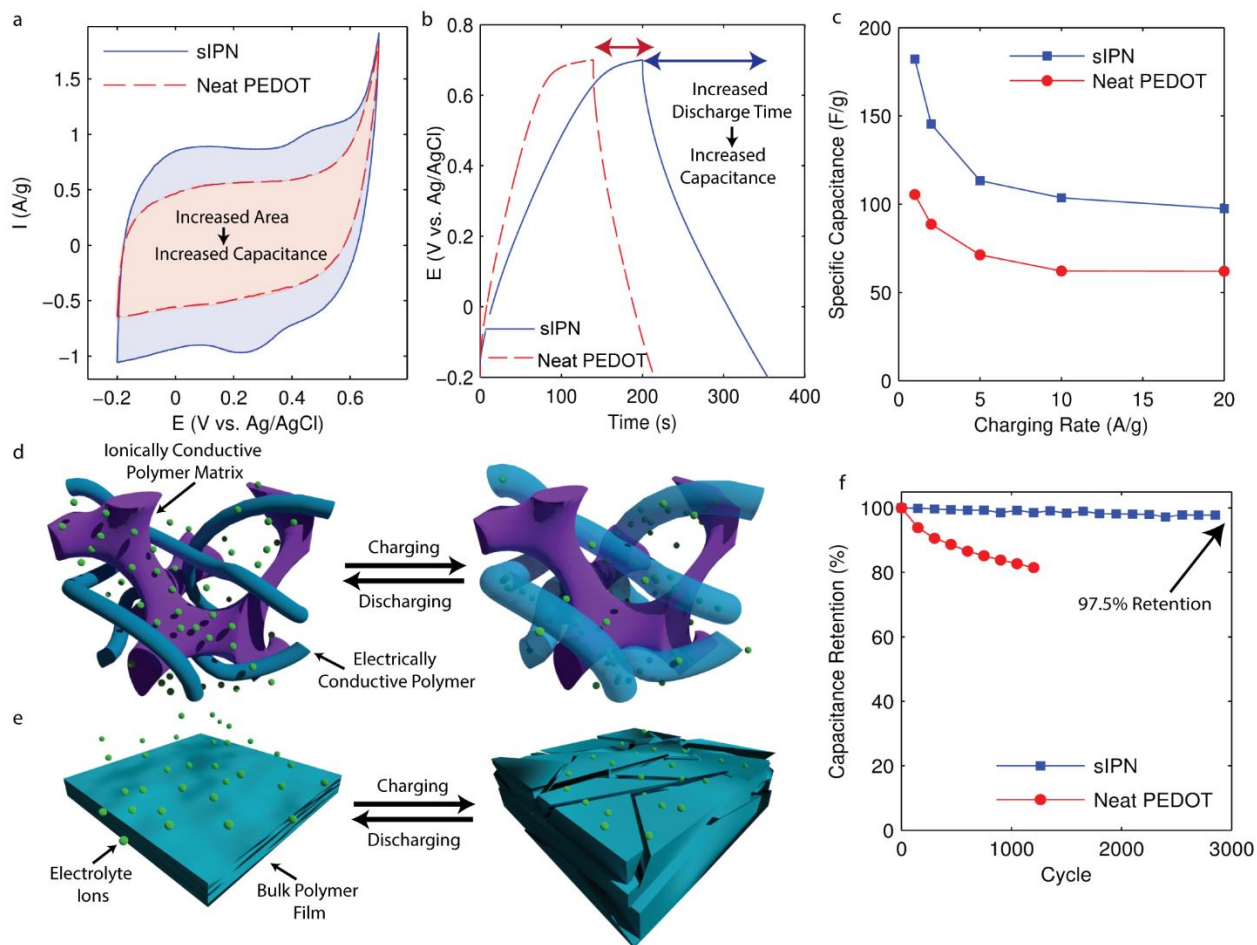 a
sIPN
Neat PEDOT
1.5
1
0.5
0
−0.5
−1
I (A/g)
Increased Area
Increased Capacitance
−0.2
0
0.2
0.4
0.6
E (V vs. Ag/AgCl)
b
0.8
0.6
0.4
0.2
0
−0.2
E (V vs. Ag/AgCl)
Increased
Discharge Time
Increased
Capacitance
sIPN
Neat PEDOT
0
100
200
300
400
Time (s)
c
200
150
100
50
0
Specific Capacitance (F/g)
sIPN
Neat PEDOT
0
5
10
15
20
Charging Rate (A/g)
d
Ionically Conductive
Polymer Matrix
Charging
Discharging
Electrically
Conductive Polymer
e
Charging
Discharging
Electrolyte
Ions
Bulk Polymer
Film
f
100
80
60
40
20
0
Capacitance Retention (%)
97.5% Retention
sIPN
Neat PEDOT
0
1000
2000
3000
Cycle